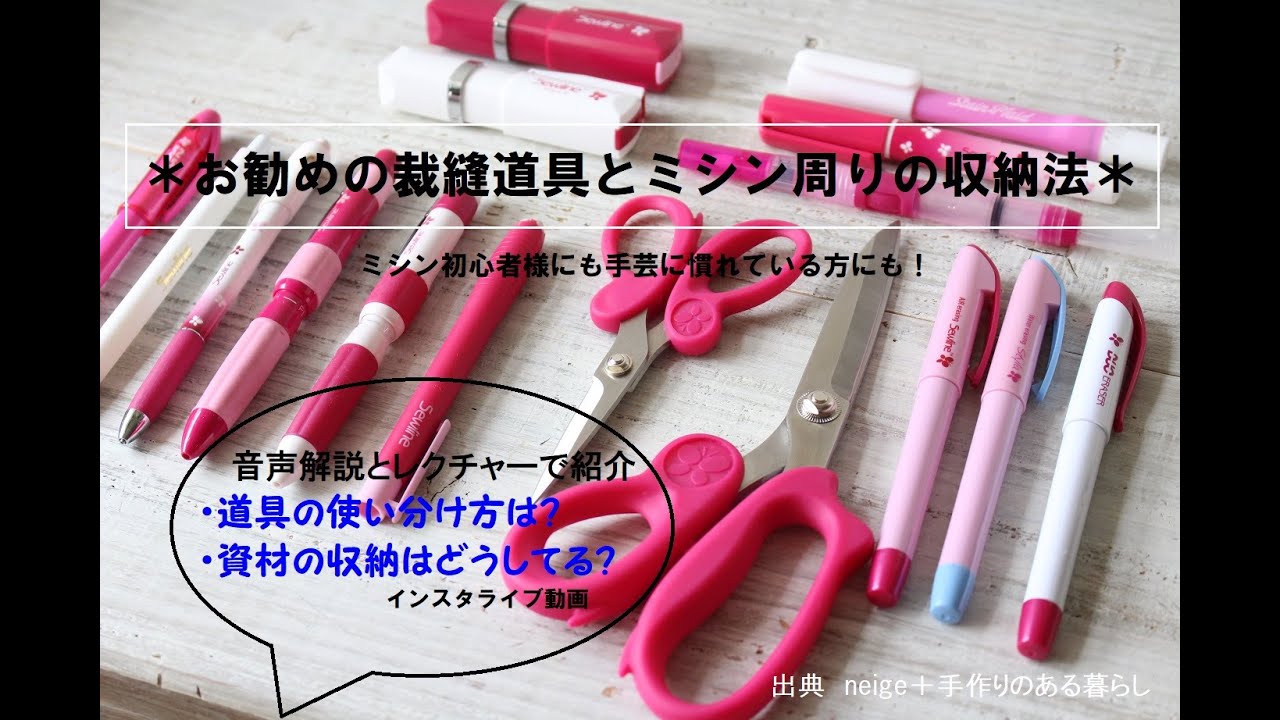 ＊お勧めの裁縫道具とミシン周りの収納法＊
ミシン初心者様にも手芸に慣れている方にも！
Sewline
Sewline
ERASER
音声解説とレクチャーで紹介
・道具の使い分け方は?
・資材の収納はどうしてる?
インスタライブ動画
出典 neige＋手作りのある暮らし